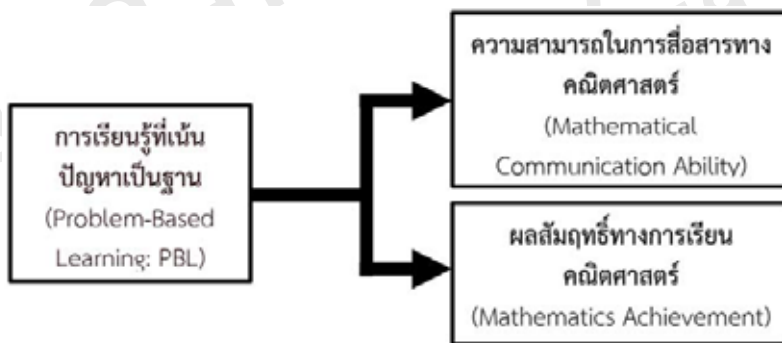 การเรียนรู้ที่เน้น
ปัญหาเป็นฐาน
(Problem-Based
Learning: PBL)
ความสามารถในการสื่อสารทาง
คณิตศาสตร์
(Mathematical
Communication Ability)
ผลสัมฤทธิ์ทางการเรียน
คณิตศาสตร์
(Mathematics Achievement)